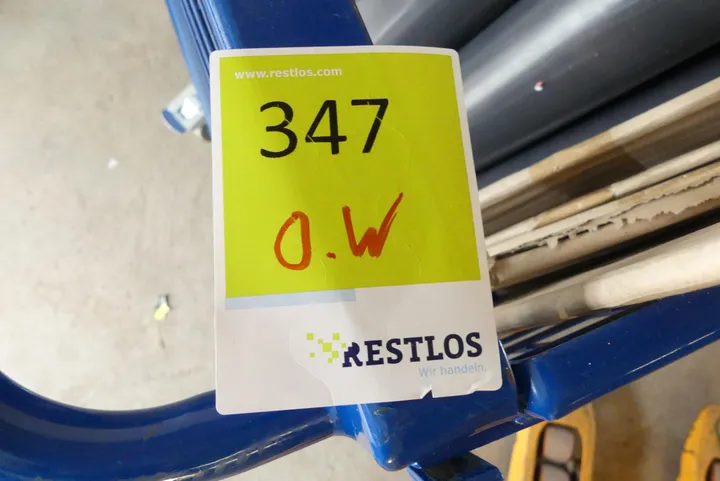 www.restlos.com
347
O.W
RESTLOS
Wir handeln.